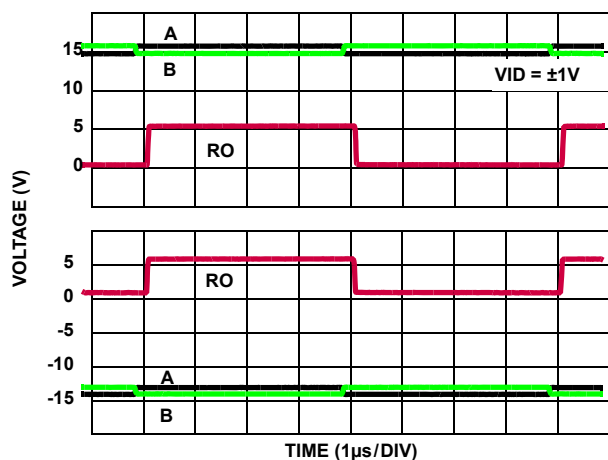 A
15
B
VID = ±1V
10
5
RO
0
VOLTAGE (V)
5
RO
0
-5
-10
A
-15
B
TIME (1µs/DIV)